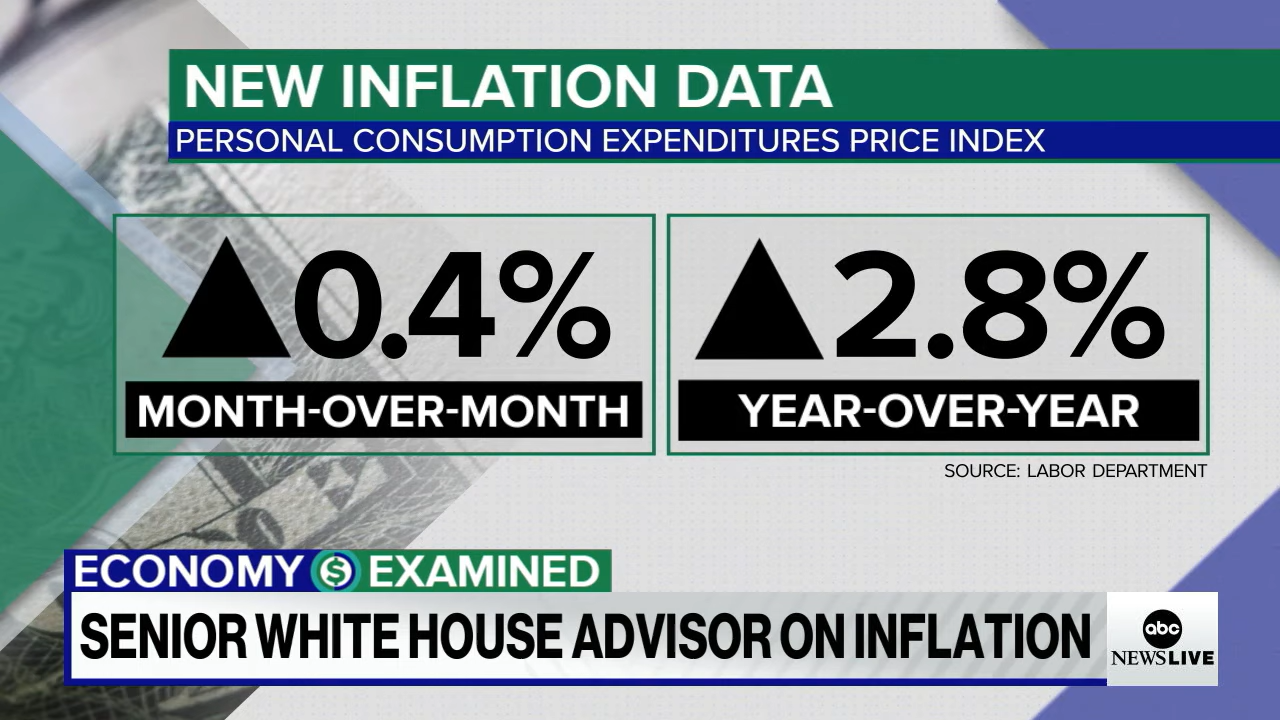 NEW INFLATION DATA
PERSONAL CONSUMPTION EXPENDITURES PRICE INDEX
▲0.4%
MONTH-OVER-MONTH
▲2.8%
YEAR-OVER-YEAR
SOURCE: LABOR DEPARTMENT
ECONOMY $ EXAMINED
SENIOR WHITE HOUSE ADVISOR ON INFLATION
abc
NEWS LIVE